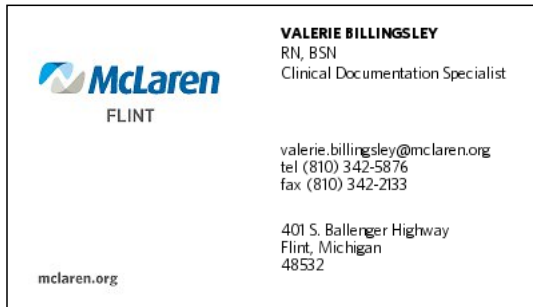 McLaren
FLINT
mclaren.org
VALERIE BILLINGSLEY
RN, BSN
Clinical Documentation Specialist
valerie.billingsley@mclaren.org
tel (810) 342-5876
fax (810) 342-2133
401 S. Ballenger Highway
Flint, Michigan
48532